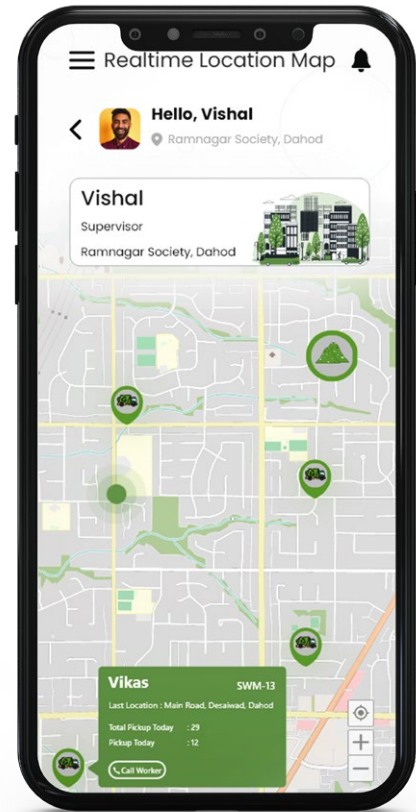 Realtime Location Map
Hello, Vishal
Ramnagar Society, Dahod
Vishal
Supervisor
Ramnagar Society, Dahod
Vikas SWM-13
Last Location : Main Road, Desaiwad, Dahod
Total Pickup Today : 29
Pickup Today : 12
Call Worker